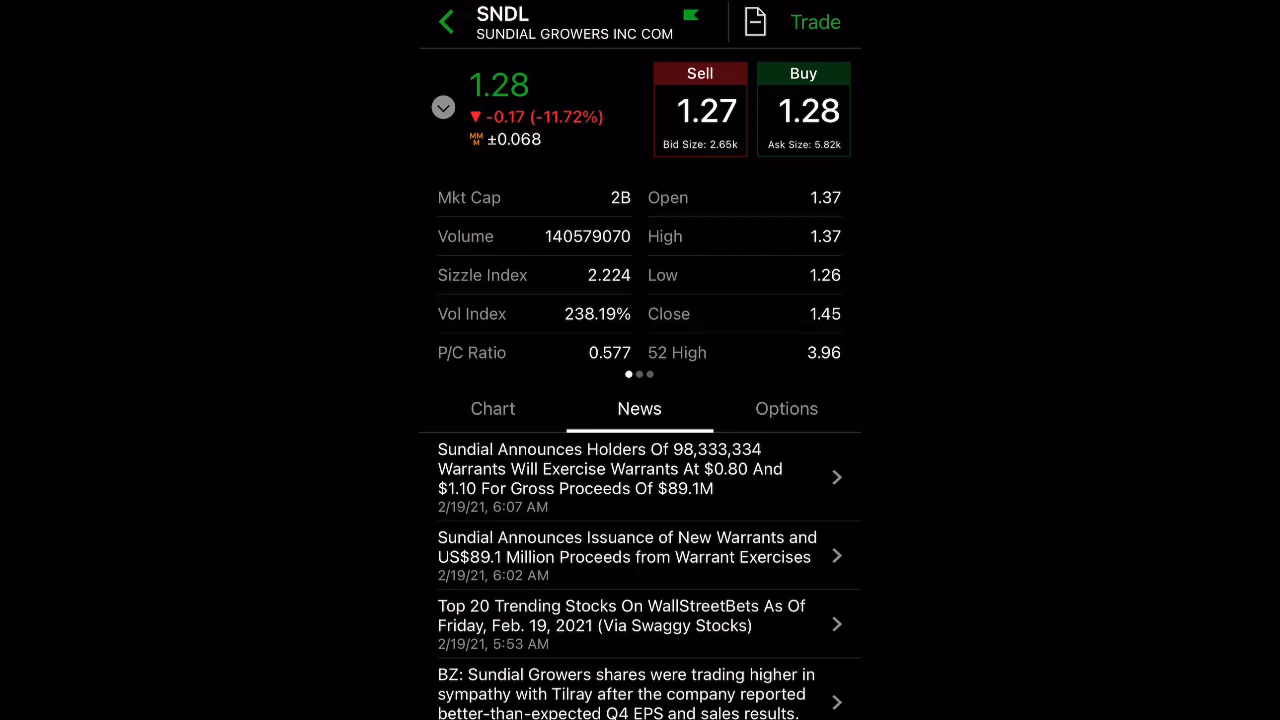 SNDL
SUNDIAL GROWERS INC COM
Trade
1.28
-0.17 (-11.72%)
MMM ±0.068
Sell
1.27
Bid Size: 2.65k
Buy
1.28
Ask Size: 5.82k
Mkt Cap 2B Open 1.37
Volume 140579070 High 1.37
Sizzle Index 2.224 Low 1.26
Vol Index 238.19% Close 1.45
P/C Ratio 0.577 52 High 3.96
Chart News Options
Sundial Announces Holders Of 98,333,334
Warrants Will Exercise Warrants At $0.80 And
$1.10 For Gross Proceeds Of $89.1M
2/19/21, 6:07 AM
Sundial Announces Issuance of New Warrants and
US$89.1 Million Proceeds from Warrant Exercises
2/19/21, 6:02 AM
Top 20 Trending Stocks On WallStreetBets As Of
Friday, Feb. 19, 2021 (Via Swaggy Stocks)
2/19/21, 5:53 AM
BZ: Sundial Growers shares were trading higher in
sympathy with Tilray after the company reported
better-than-expected Q4 EPS and sales results.